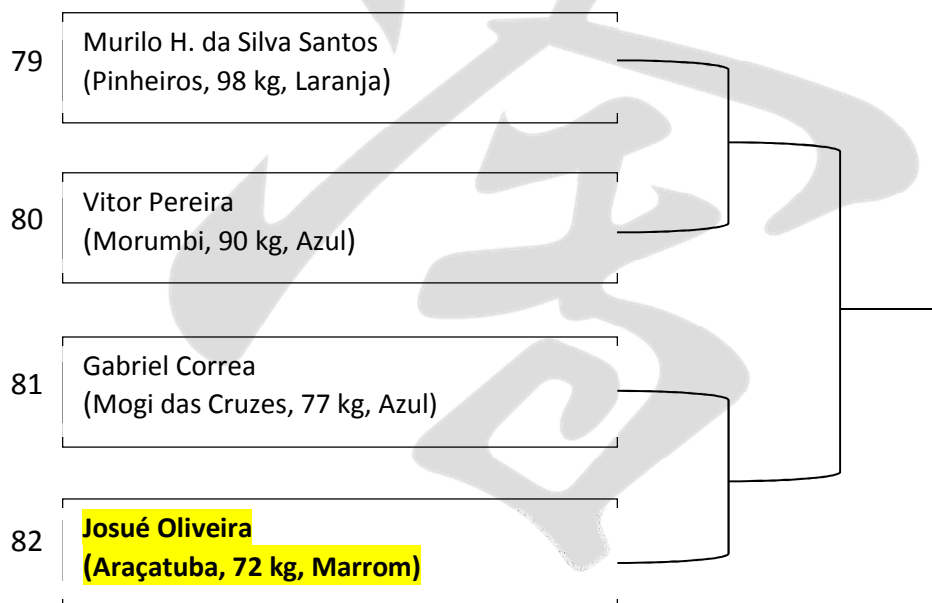 79
Murilo H. da Silva Santos
(Pinheiros, 98 kg, Laranja)
80
Vitor Pereira
(Morumbi, 90 kg, Azul)
81
Gabriel Correa
(Mogi das Cruzes, 77 kg, Azul)
82
Josué Oliveira
(Araçatuba, 72 kg, Marrom)